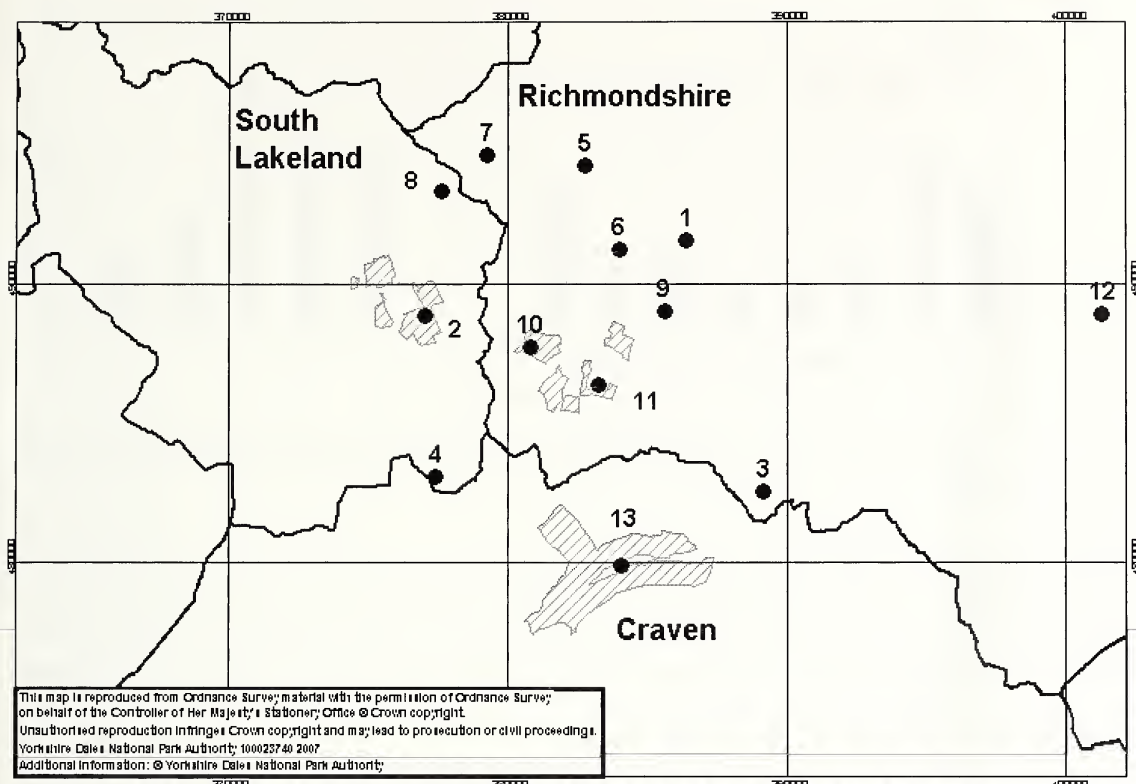 370000 380000 390000 400000
Richmondshire
South
Lakeland
7
5
8
6
1
9
12
2
10
11
4
3
13
Craven
This map is reproduced from Ordnance Survey material with the permission of Ordnance Survey
on behalf of the Controller of Her Majesty's Stationery Office © Crown copyright.
Unauthorised reproduction infringes Crown copyright and may lead to prosecution or civil proceedings.
Yorkshire Dales National Park Authority 100023740 2007
Additional Information: © Yorkshire Dales National Park Authority